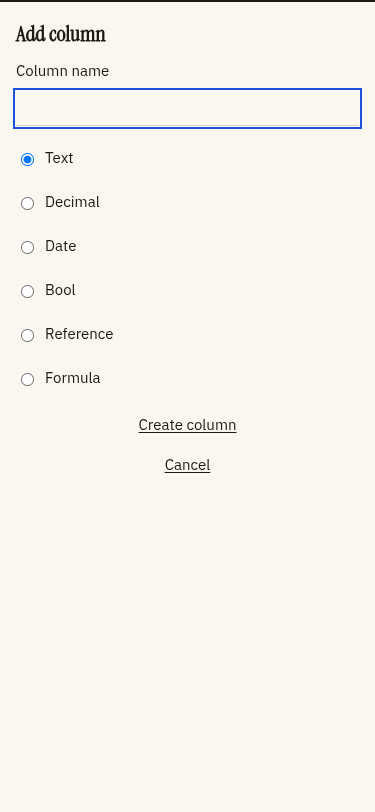 Add column
Column name
Text
Decimal
Date
Bool
Reference
Formula
Create column
Cancel